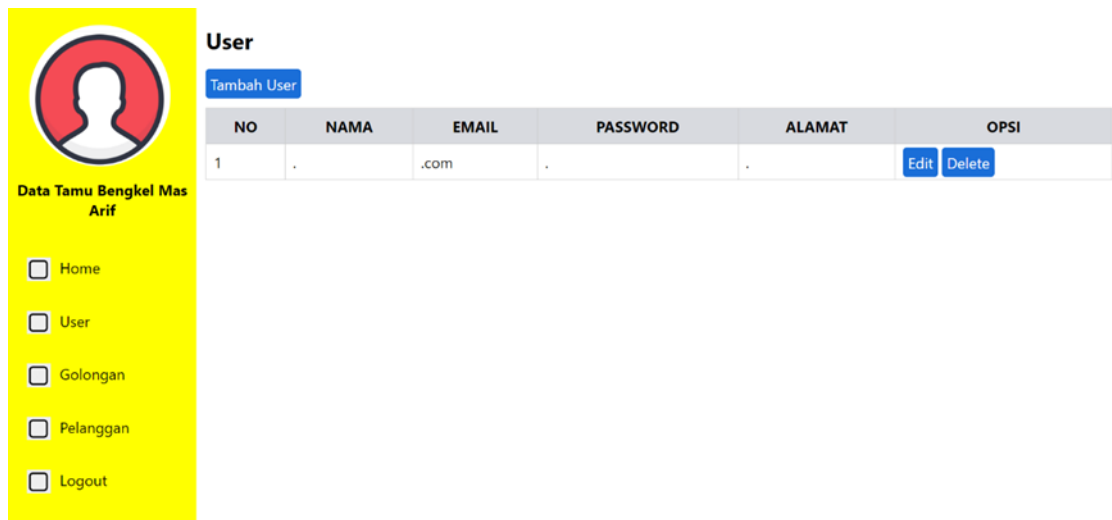 Data Tamu Bengkel Mas
Arif
Home
User
Golongan
Pelanggan
Logout
User
Tambah User
NO NAMA EMAIL PASSWORD ALAMAT OPSI
1 . .com . . Edit Delete